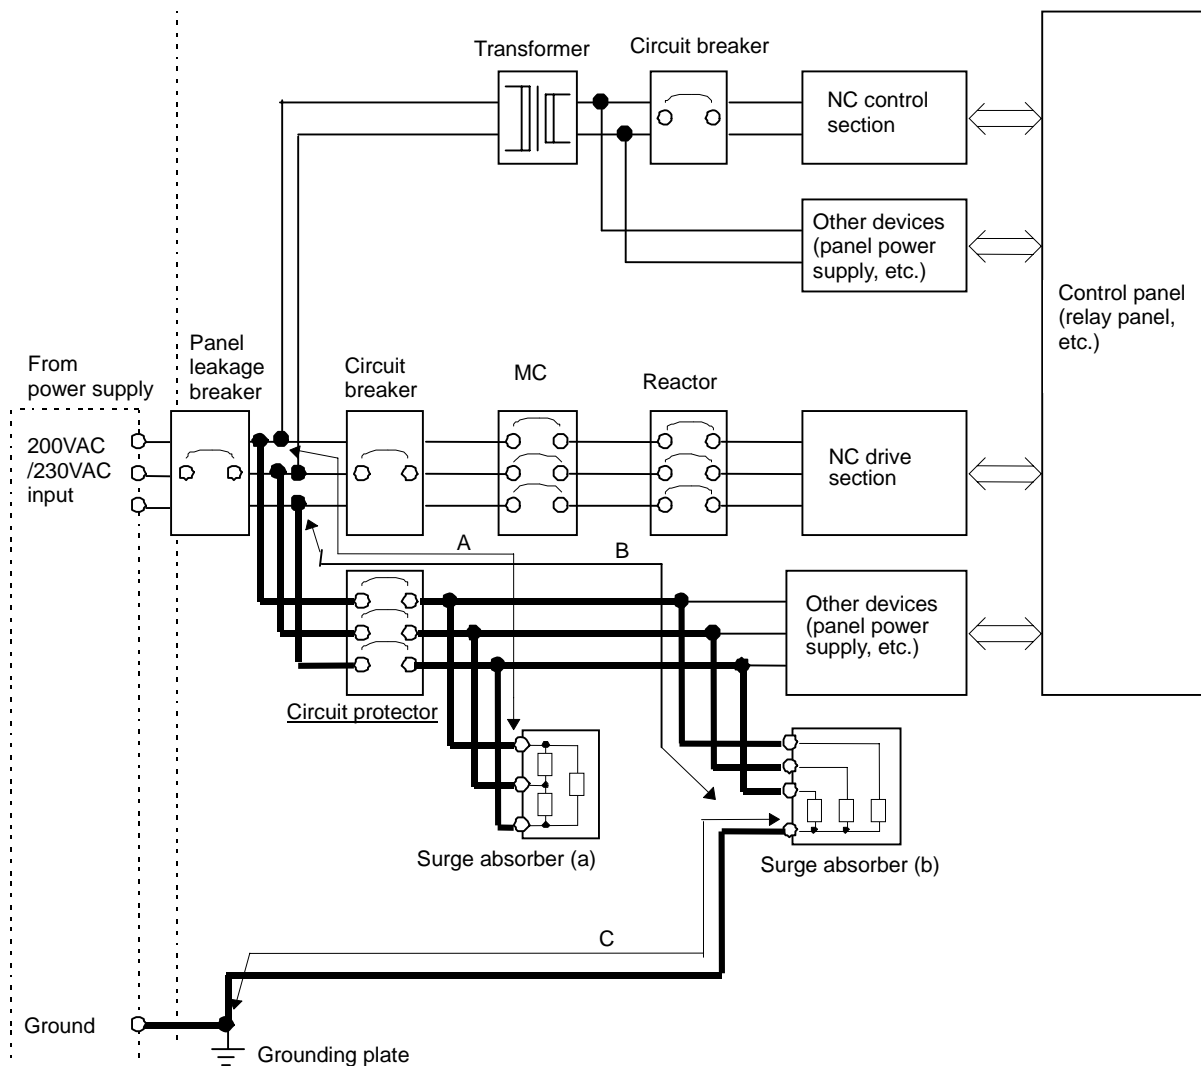 Transformer
Circuit breaker
NC control
section
Other devices
(panel power
supply, etc.)
Control panel
(relay panel,
etc.)
From
power supply
Panel
leakage
breaker
Circuit
breaker
MC
Reactor
200VAC
/230VAC
input
NC drive
section
A
B
Other devices
(panel power
supply, etc.)
Circuit protector
Surge absorber (a)
Surge absorber (b)
C
Ground
Grounding plate